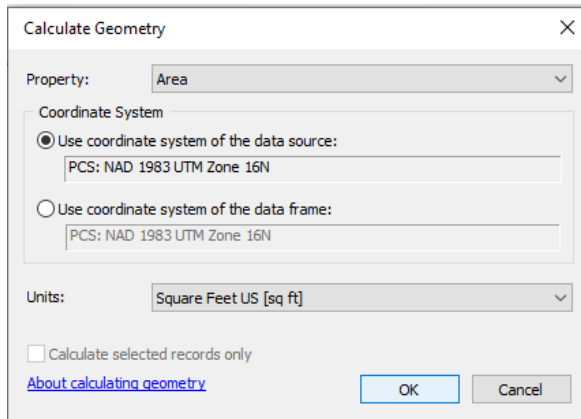 Calculate Geometry
Property: Area
Coordinate System
Use coordinate system of the data source:
PCS: NAD 1983 UTM Zone 16N
Use coordinate system of the data frame:
PCS: NAD 1983 UTM Zone 16N
Units: Square Feet US [sq ft]
Calculate selected records only
About calculating geometry
OK Cancel